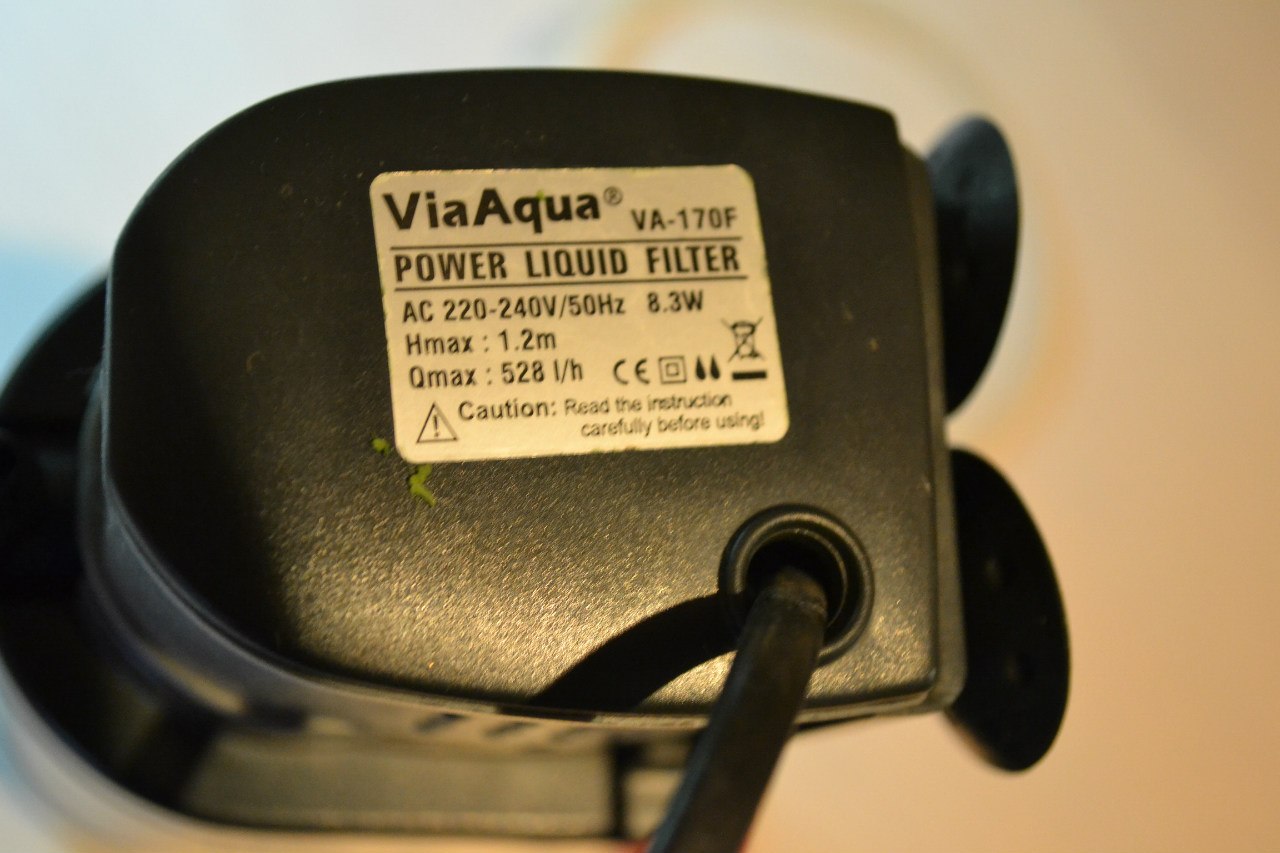 ViaAqua® VA-170F
POWER LIQUID FILTER
AC 220-240V/50Hz 8.3W
Hmax : 1.2m
Qmax : 528 l/h CE
Caution: Read the instruction
carefully before using!